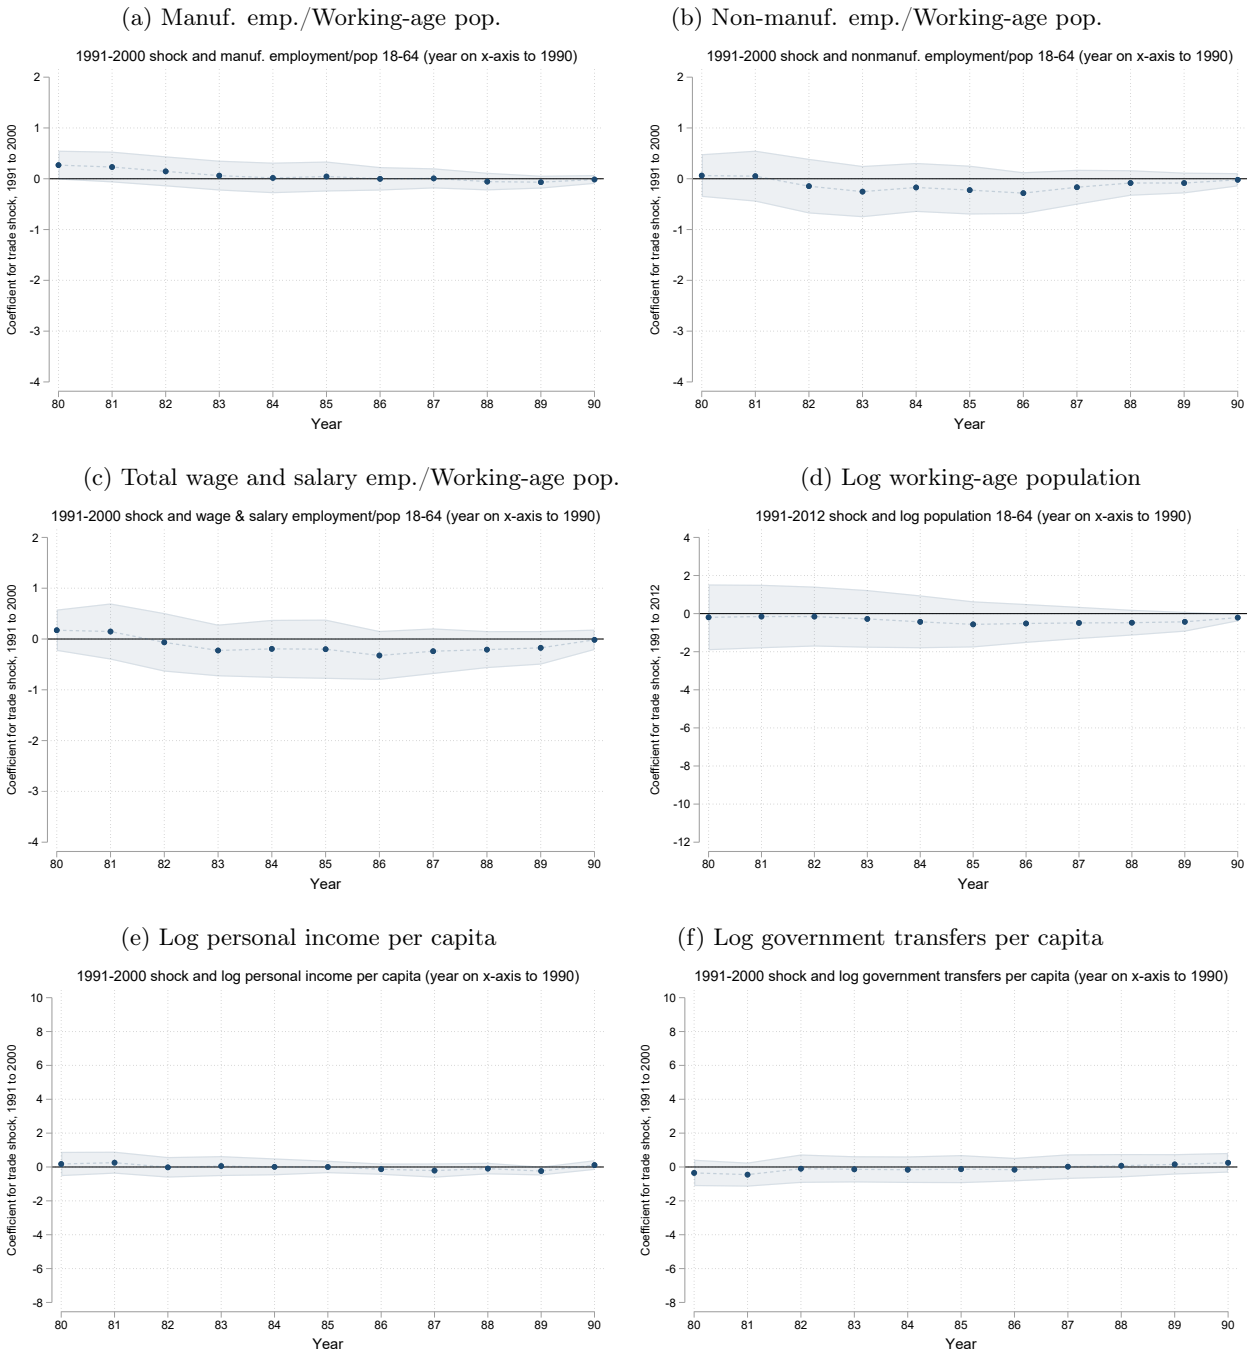 (a) Manuf. emp./Working-age pop.
1991-2000 shock and manuf. employment/pop 18-64 (year on x-axis to 1990)
Coefficient for trade shock, 1991 to 2000
2
1
0
-1
-2
-3
-4
80 81 82 83 84 85 86 87 88 89 90
Year
(b) Non-manuf. emp./Working-age pop.
1991-2000 shock and nonmanuf. employment/pop 18-64 (year on x-axis to 1990)
Coefficient for trade shock, 1991 to 2000
2
1
0
-1
-2
-3
-4
80 81 82 83 84 85 86 87 88 89 90
Year
(c) Total wage and salary emp./Working-age pop.
1991-2000 shock and wage & salary employment/pop 18-64 (year on x-axis to 1990)
Coefficient for trade shock, 1991 to 2000
2
1
0
-1
-2
-3
-4
80 81 82 83 84 85 86 87 88 89 90
Year
(d) Log working-age population
1991-2012 shock and log population 18-64 (year on x-axis to 1990)
Coefficient for trade shock, 1991 to 2012
4
2
0
-2
-4
-6
-8
-10
-12
80 81 82 83 84 85 86 87 88 89 90
Year
(e) Log personal income per capita
1991-2000 shock and log personal income per capita (year on x-axis to 1990)
Coefficient for trade shock, 1991 to 2000
10
8
6
4
2
0
-2
-4
-6
-8
80 81 82 83 84 85 86 87 88 89 90
Year
(f) Log government transfers per capita
1991-2000 shock and log government transfers per capita (year on x-axis to 1990)
Coefficient for trade shock, 1991 to 2000
10
8
6
4
2
0
-2
-4
-6
-8
80 81 82 83 84 85 86 87 88 89 90
Year